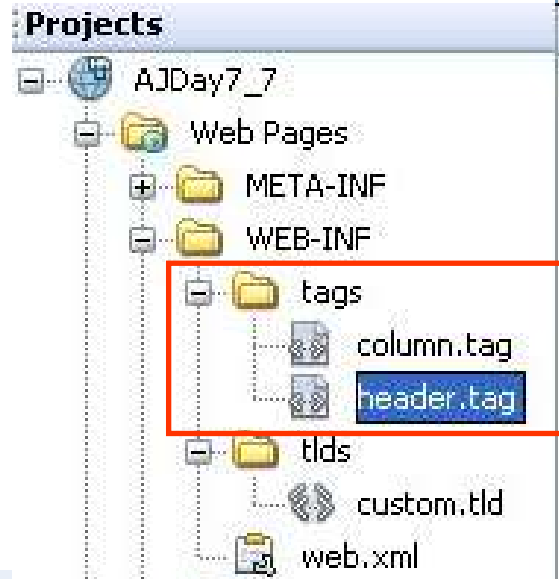 Projects
AJDay7_7
Web Pages
META-INF
WEB-INF
tags
column.tag
header.tag
tlds
custom.tld
web.xml